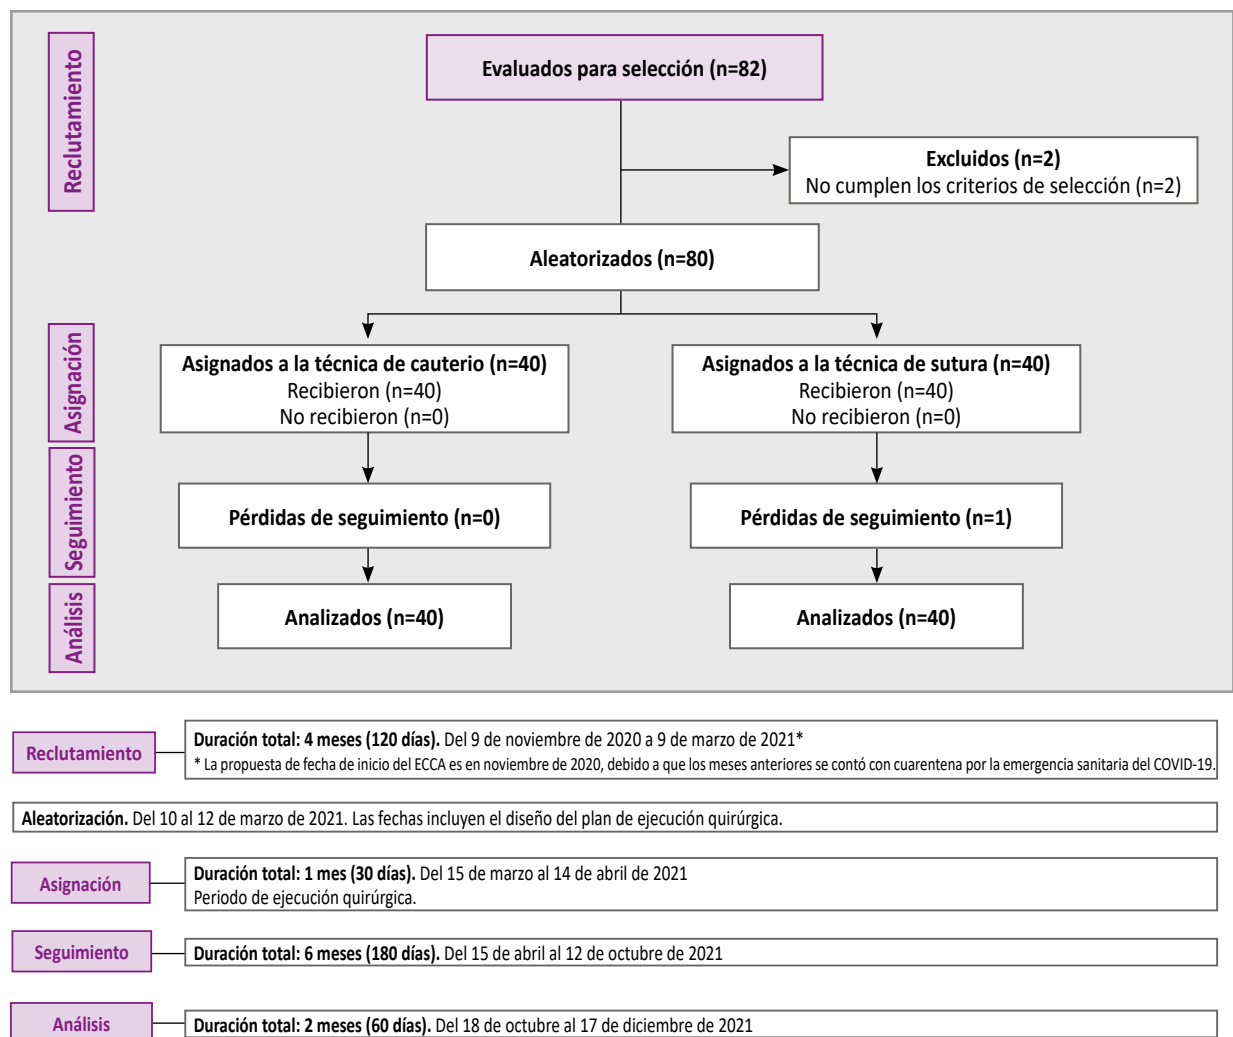 Reclutamiento
Evaluados para selección (n=82)
Excluidos (n=2)
No cumplen los criterios de selección (n=2)
Aleatorizados (n=80)
Asignación
Asignados a la técnica de cauterio (n=40)
Recibieron (n=40)
No recibieron (n=0)
Asignados a la técnica de sutura (n=40)
Recibieron (n=40)
No recibieron (n=0)
Seguimiento
Pérdidas de seguimiento (n=0)
Pérdidas de seguimiento (n=1)
Análisis
Analizados (n=40)
Analizados (n=40)
Reclutamiento
Duración total: 4 meses (120 días). Del 9 de noviembre de 2020 a 9 de marzo de 2021*
* La propuesta de fecha de inicio del ECCA es en noviembre de 2020, debido a que los meses anteriores se contó con cuarentena por la emergencia sanitaria del COVID-19.
Aleatorización. Del 10 al 12 de marzo de 2021. Las fechas incluyen el diseño del plan de ejecución quirúrgica.
Asignación
Duración total: 1 mes (30 días). Del 15 de marzo al 14 de abril de 2021
Periodo de ejecución quirúrgica.
Seguimiento
Duración total: 6 meses (180 días). Del 15 de abril al 12 de octubre de 2021
Análisis
Duración total: 2 meses (60 días). Del 18 de octubre al 17 de diciembre de 2021